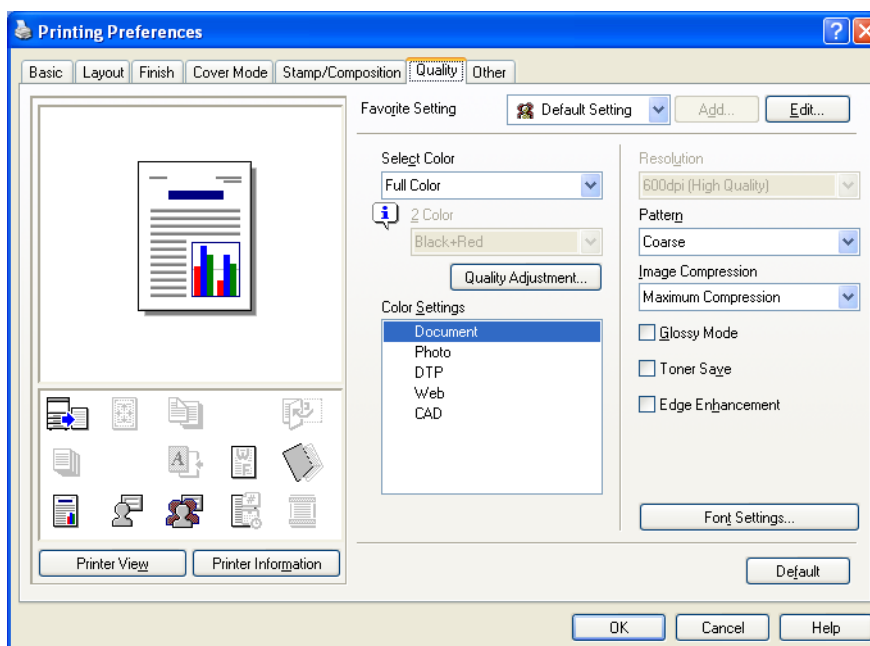 Printing Preferences
Basic Layout Finish Cover Mode Stamp/Composition Quality Other
Favorite Setting Default Setting Add... Edit...
Select Color
Full Color
2 Color
Black+Red
Quality Adjustment...
Color Settings
Document
Photo
DTP
Web
CAD
Resolution
600dpi (High Quality)
Pattern
Coarse
Image Compression
Maximum Compression
Glossy Mode
Toner Save
Edge Enhancement
Font Settings...
Printer View Printer Information
Default
OK Cancel Help